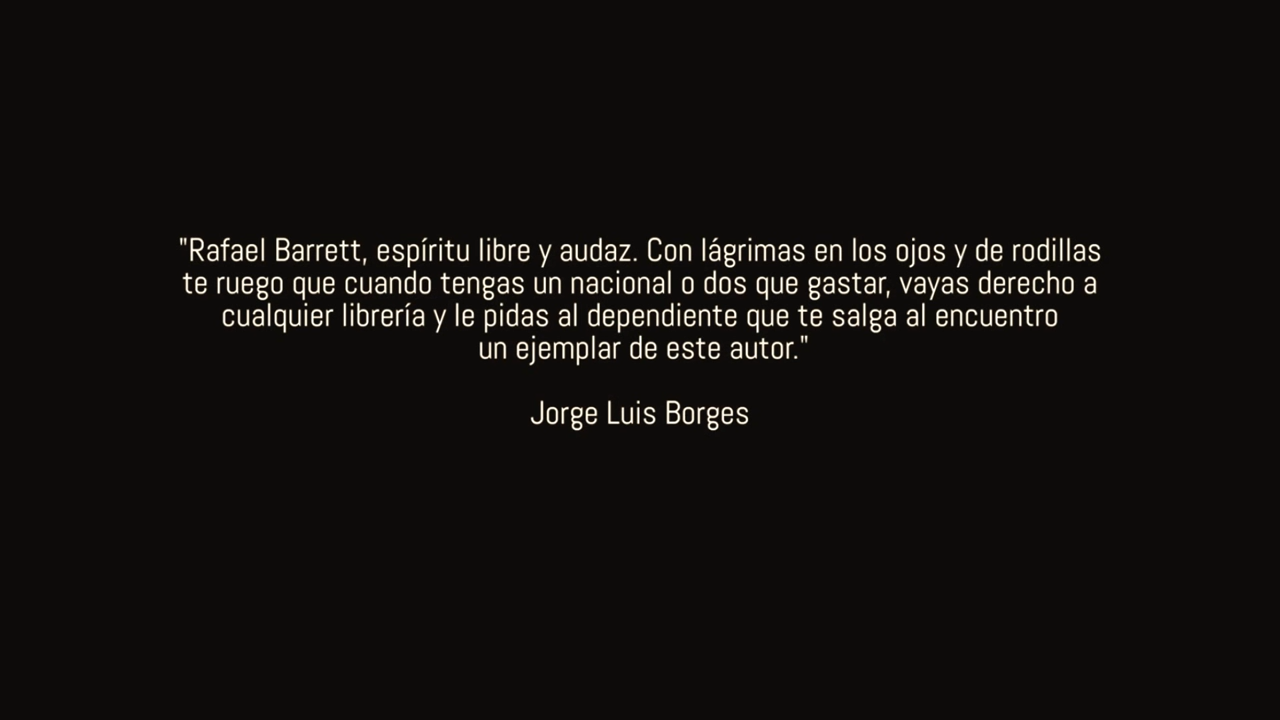 "Rafael Barrett, espíritu libre y audaz. Con lágrimas en los ojos y de rodillas
te ruego que cuando tengas un nacional o dos que gastar, vayas derecho a
cualquier librería y le pidas al dependiente que te salga al encuentro
un ejemplar de este autor."
Jorge Luis Borges